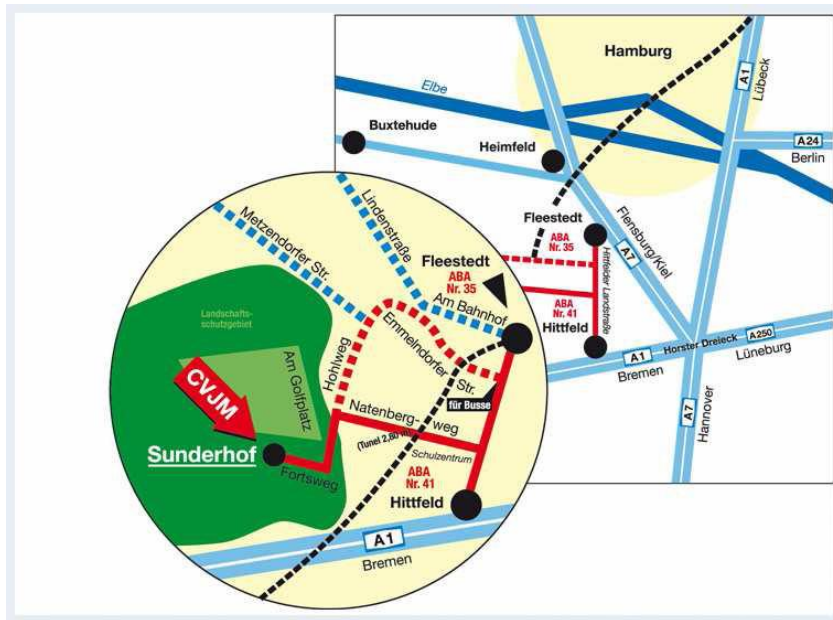 Hamburg
A1
Lübeck
Elbe
A24
Berlin
Buxtehude
Heimfeld
Fleestedt
ABA
Nr. 35
Flensburg/Kiel
A7
Hittfelder Landstraße
ABA
Nr. 41
Hittfeld
A1
Bremen
Horster Dreieck
A250
Lüneburg
A7
Hannover
Metzendorfer Str.
Lindenstraße
Fleestedt
ABA
Nr. 35
Am Bahnhof
Landschafts-
schutzgebiet
Am Golfplatz
Hohlweg
Emmelndorfer
Str.
für Busse
CVJM
Sunderhof
Fortsweg
Natenberg-
weg
(Tunel 2,80 m)
Schulzentrum
ABA
Nr. 41
Hittfeld
A1
Bremen